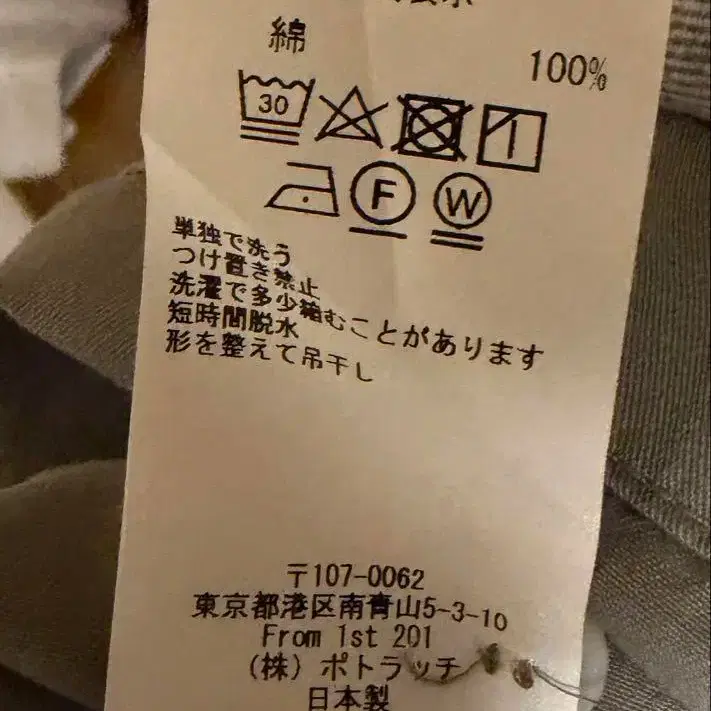 綿
100%
30
F
W
単独で洗う
つけ置き禁止
洗濯で多少縮むことがあります
短時間脱水
形を整えて吊干し
〒107-0062
東京都港区南青山5-3-10
From 1st 201
(株) ポトラッチ
日本製